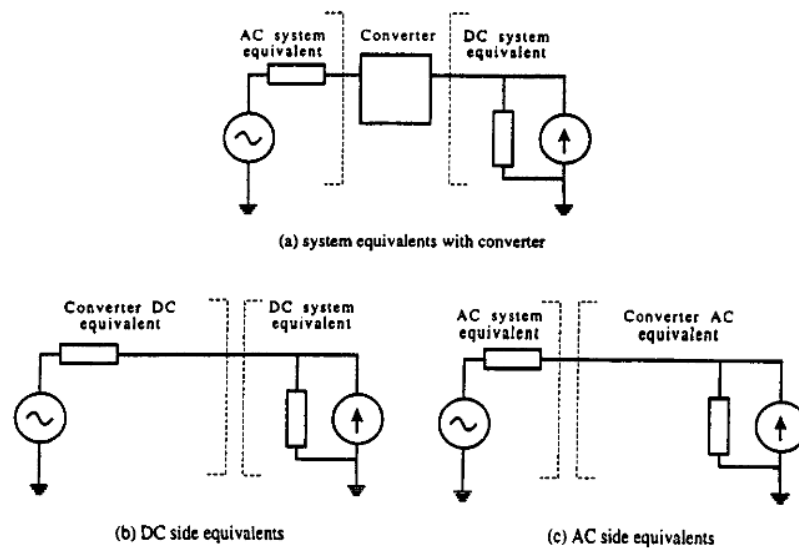 AC system equivalent
Converter
DC system equivalent
(a) system equivalents with converter
Converter DC equivalent
DC system equivalent
AC system equivalent
Converter AC equivalent
(b) DC side equivalents
(c) AC side equivalents